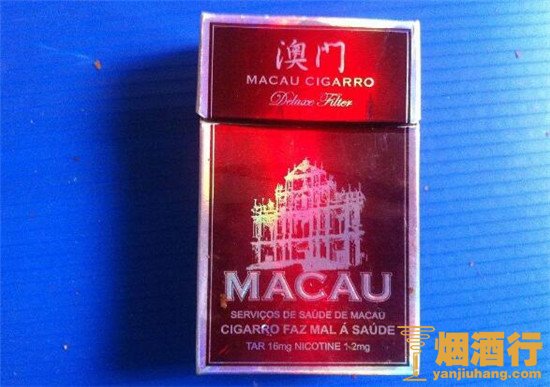 澳门
MACAU CIGARRO
Deluxe Filter
MACAU
SERVIÇOS DE SAÚDE DE MACAU
CIGARRO FAZ MAL Á SAÚDE
TAR 16mg NICOTINE 1·2mg
烟酒行
yanjiuhang.com